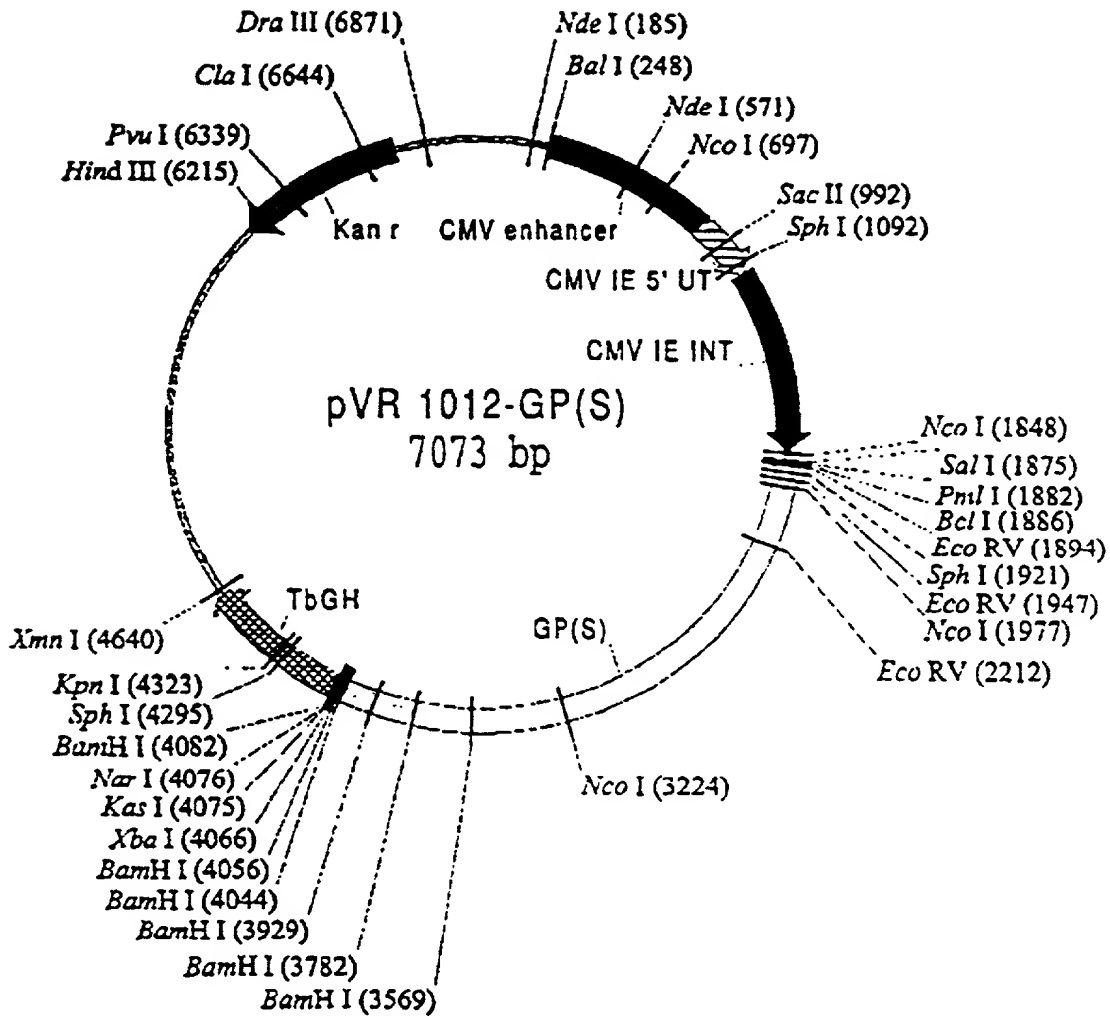 Dra III (6871)
Nde I (185)
Cla I (6644)
Bal I (248)
Nde I (571)
Pvu I (6339)
Nco I (697)
Hind III (6215)
Sac II (992)
Kan r
CMV enhancer
Sph I (1092)
CMV IE 5' UT
CMV IE INT
pVR 1012-GP(S)
7073 bp
Nco I (1848)
Sal I (1875)
Pml I (1882)
Bcl I (1886)
Eco RV (1894)
Sph I (1921)
Eco RV (1947)
Nco I (1977)
Eco RV (2212)
TbGH
GP(S)
Xmn I (4640)
Kpn I (4323)
Sph I (4295)
BamH I (4082)
Nar I (4076)
Kas I (4075)
Xba I (4066)
BamH I (4056)
BamH I (4044)
BamH I (3929)
BamH I (3782)
BamH I (3569)
Nco I (3224)